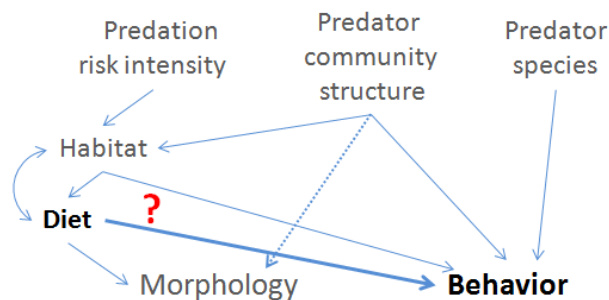 Predation
risk intensity
Predator
community
structure
Predator
species
Habitat
Diet
?
Morphology
Behavior